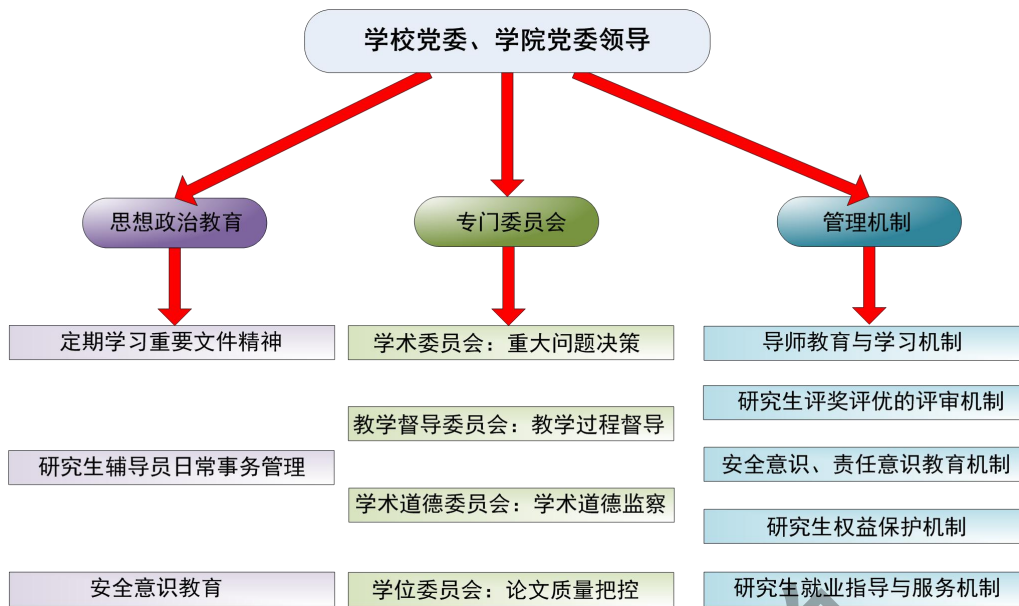 学校党委、学院党委领导
思想政治教育
专门委员会
管理机制
定期学习重要文件精神
学术委员会：重大问题决策
导师教育与学习机制
研究生评奖评优的评审机制
教学督导委员会：教学过程督导
研究生辅导员日常事务管理
安全意识、责任意识教育机制
学术道德委员会：学术道德监察
研究生权益保护机制
安全意识教育
学位委员会：论文质量把控
研究生就业指导与服务机制